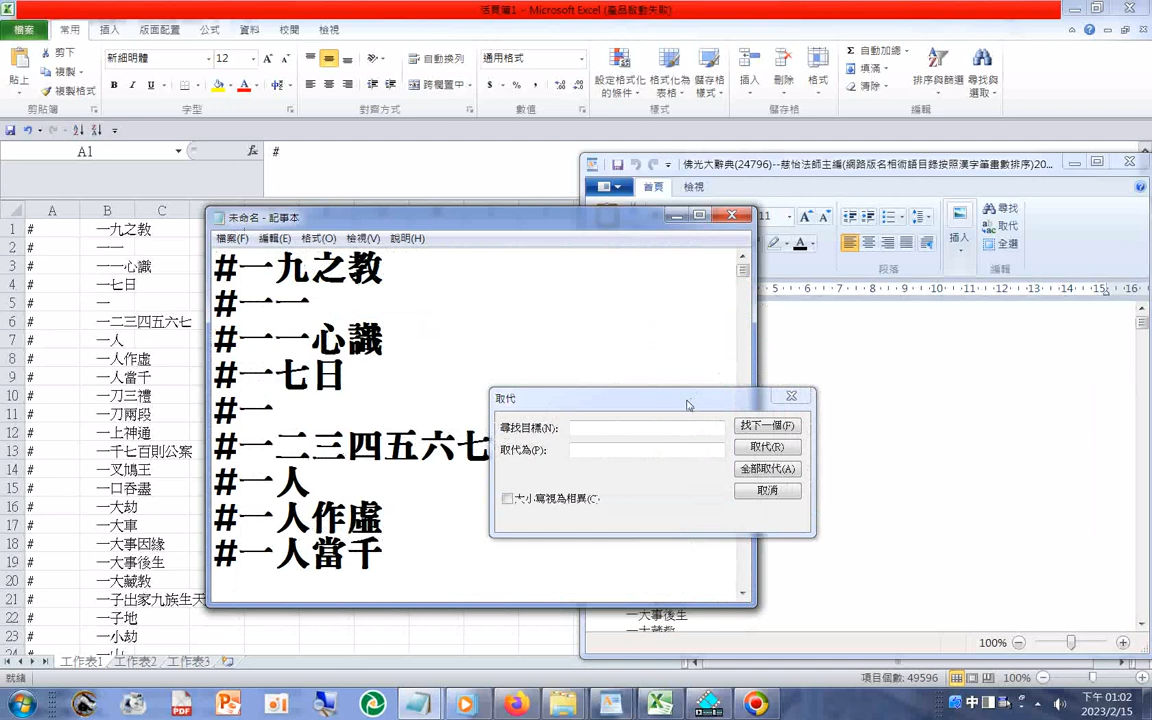 活頁簿1 - Microsoft Excel (產品啟動失敗)
檔案 常用 插入 版面配置 公式 資料 校閱 檢視
剪下
複製
複製格式
貼上
剪貼簿
新細明體 12
字型
自動換列
跨欄置中
對齊方式
通用格式
數值
設定格式化的條件 格式化為表格 儲存格樣式
樣式
插入 刪除 格式
儲存格
自動加總
填滿
清除
排序與篩選 尋找與選取
編輯
A1 fx #
A B C
1 # 一九之教
2 # 一一
3 # 一一心識
4 # 一七日
5 # 一
6 # 一二三四五六七
7 # 一人
8 # 一人作虛
9 # 一人當千
10 # 一刀三禮
11 # 一刀兩段
12 # 一上神通
13 # 一千七百則公案
14 # 一叉鳩王
15 # 一口吞盡
16 # 一大劫
17 # 一大車
18 # 一大事因緣
19 # 一大事後生
20 # 一大藏教
21 # 一子出家九族生天
22 # 一子地
23 # 一小劫
工作表1 工作表2 工作表3
就緒
項目個數: 49596 100%
佛光大辭典(24796)--慈怡法師主編(網路版名相術語目錄按照漢字筆畫數排序)20...
首頁 檢視
11
段落
插入
尋找
取代
全選
編輯
5 6 7 8 9 10 11 12 13 14 15 16
一大事後生
一大藏教
100%
未命名 - 記事本
檔案(F) 編輯(E) 格式(O) 檢視(V) 說明(H)
#一九之教
#一一
#一一心識
#一七日
#一
#一二三四五六七
#一人
#一人作虛
#一人當千
取代
尋找目標(N):
取代為(P):
大小寫視為相異(C)
找下一個(F)
取代(R)
全部取代(A)
取消
中
下午 01:02
2023/2/15